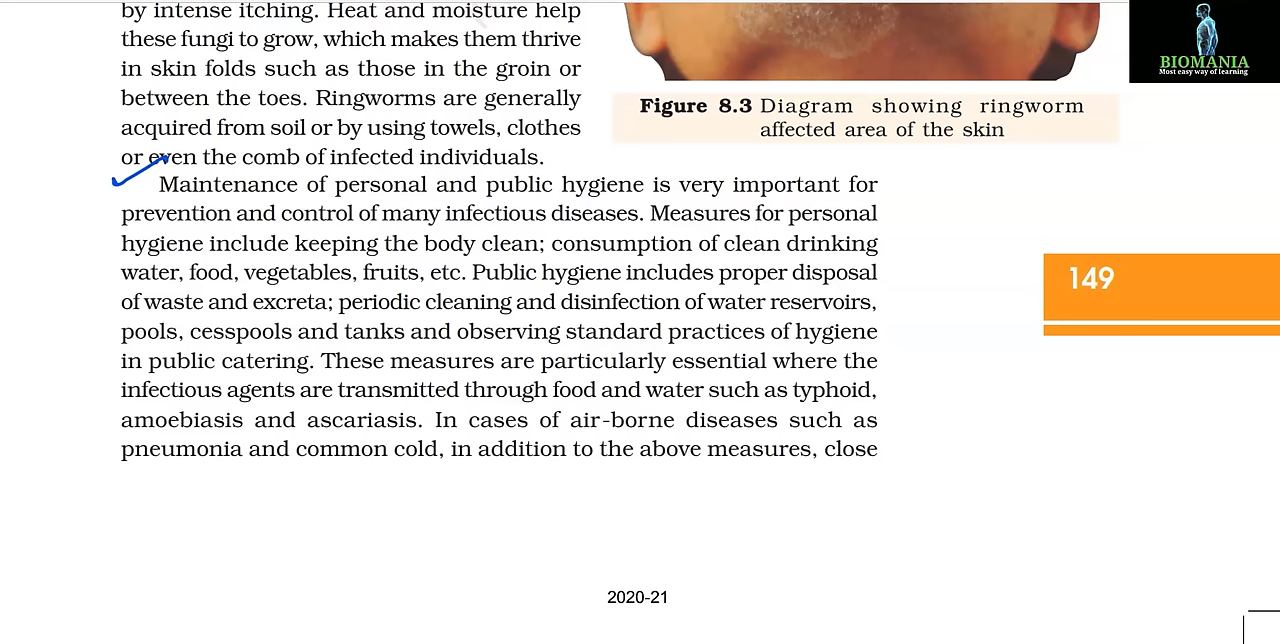 by intense itching. Heat and moisture help
these fungi to grow, which makes them thrive
in skin folds such as those in the groin or
between the toes. Ringworms are generally
acquired from soil or by using towels, clothes
or even the comb of infected individuals.
BIOMANIA
Most easy way of learning
Figure 8.3 Diagram showing ringworm
affected area of the skin
Maintenance of personal and public hygiene is very important for
prevention and control of many infectious diseases. Measures for personal
hygiene include keeping the body clean; consumption of clean drinking
water, food, vegetables, fruits, etc. Public hygiene includes proper disposal
of waste and excreta; periodic cleaning and disinfection of water reservoirs,
pools, cesspools and tanks and observing standard practices of hygiene
in public catering. These measures are particularly essential where the
infectious agents are transmitted through food and water such as typhoid,
amoebiasis and ascariasis. In cases of air-borne diseases such as
pneumonia and common cold, in addition to the above measures, close
149
2020-21